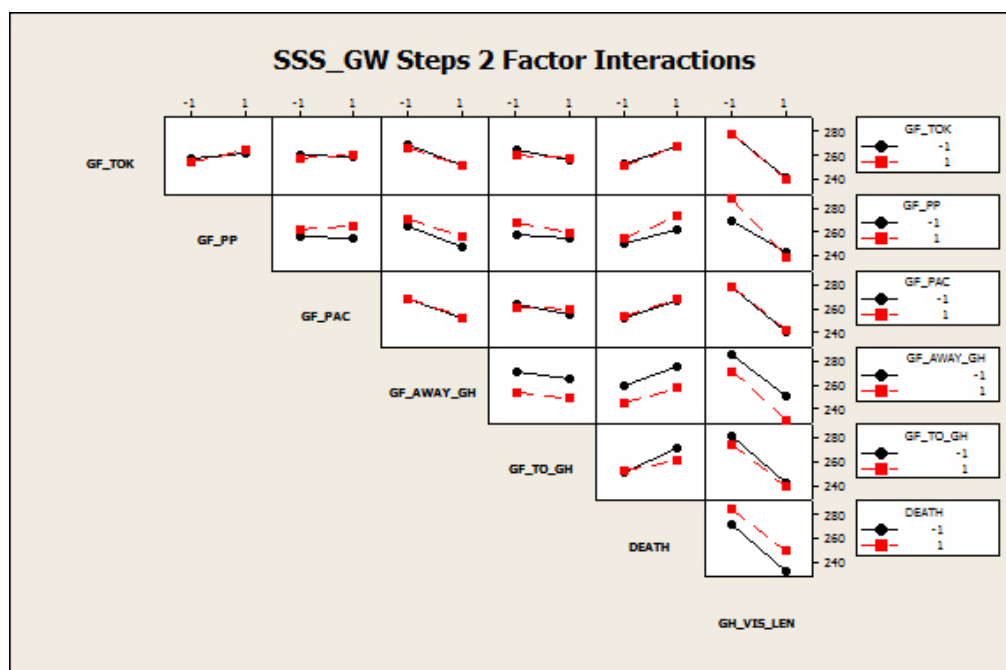 SSS_GW Steps 2 Factor Interactions
-1 1 -1 1 -1 1 -1 1 -1 1 -1 1
GF_TOK
280
260
240
GF_TOK
-1
1
GF_PP
280
260
240
GF_PP
-1
1
GF_PAC
280
260
240
GF_PAC
-1
1
GF_AWAY_GH
280
260
240
GF_AWAY_GH
-1
1
GF_TO_GH
280
260
240
GF_TO_GH
-1
1
DEATH
280
260
240
DEATH
-1
1
GH_VIS_LEN